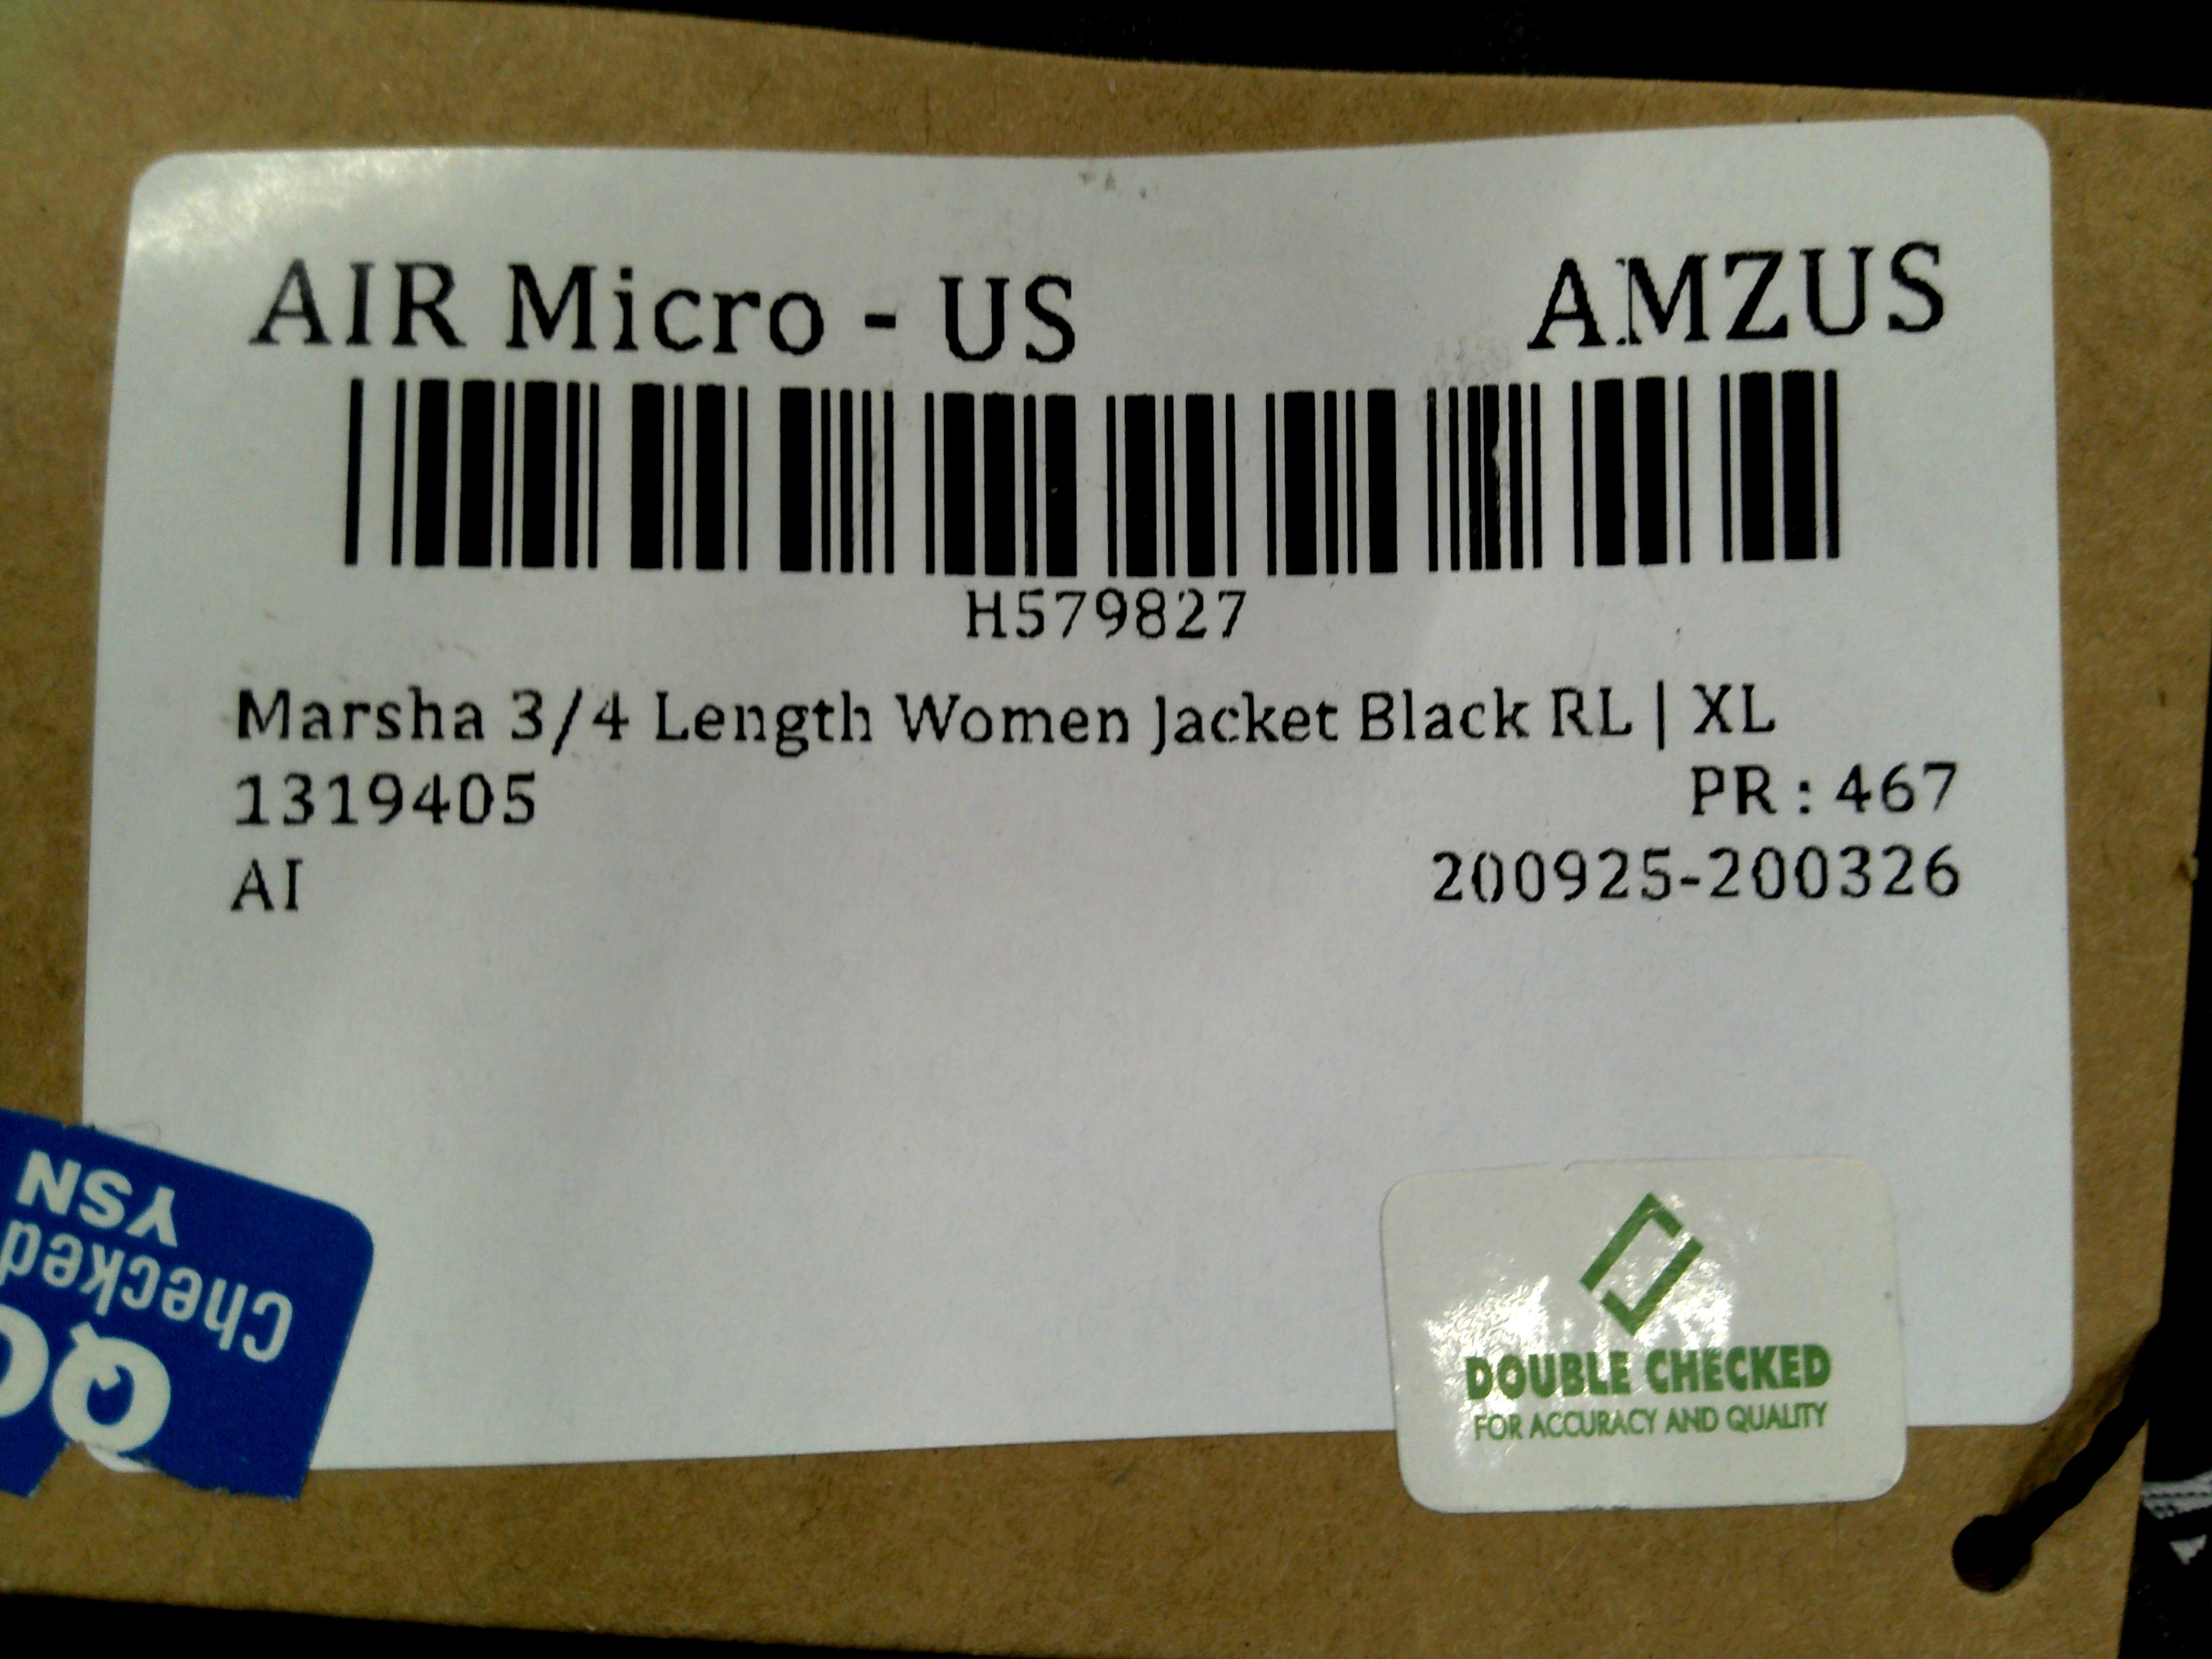 AIR Micro - US AMZUS
H579827
Marsha 3/4 Length Women Jacket Black RL | XL
1319405 PR : 467
AI 200925-200326
DOUBLE CHECKED
FOR ACCURACY AND QUALITY
QC
Checked
YSN